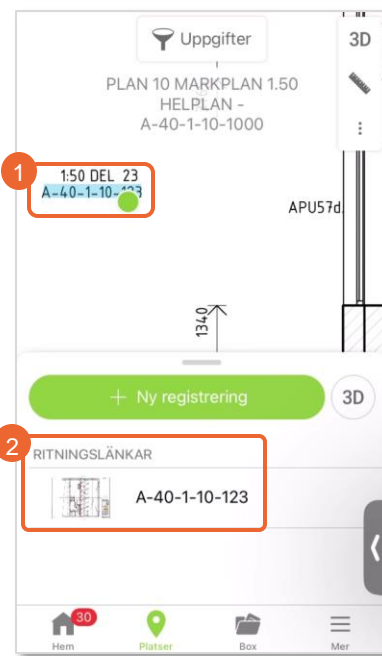 Uppgifter
3D
PLAN 10 MARKPLAN 1.50
HELPLAN -
A-40-1-10-1000
1
1:50 DEL 23
A-40-1-10-123
APU57d.
1340
+ Ny registrering
3D
2
RITNINGSLÄNKAR
A-40-1-10-123
30
Hem
Platser
Box
Mer